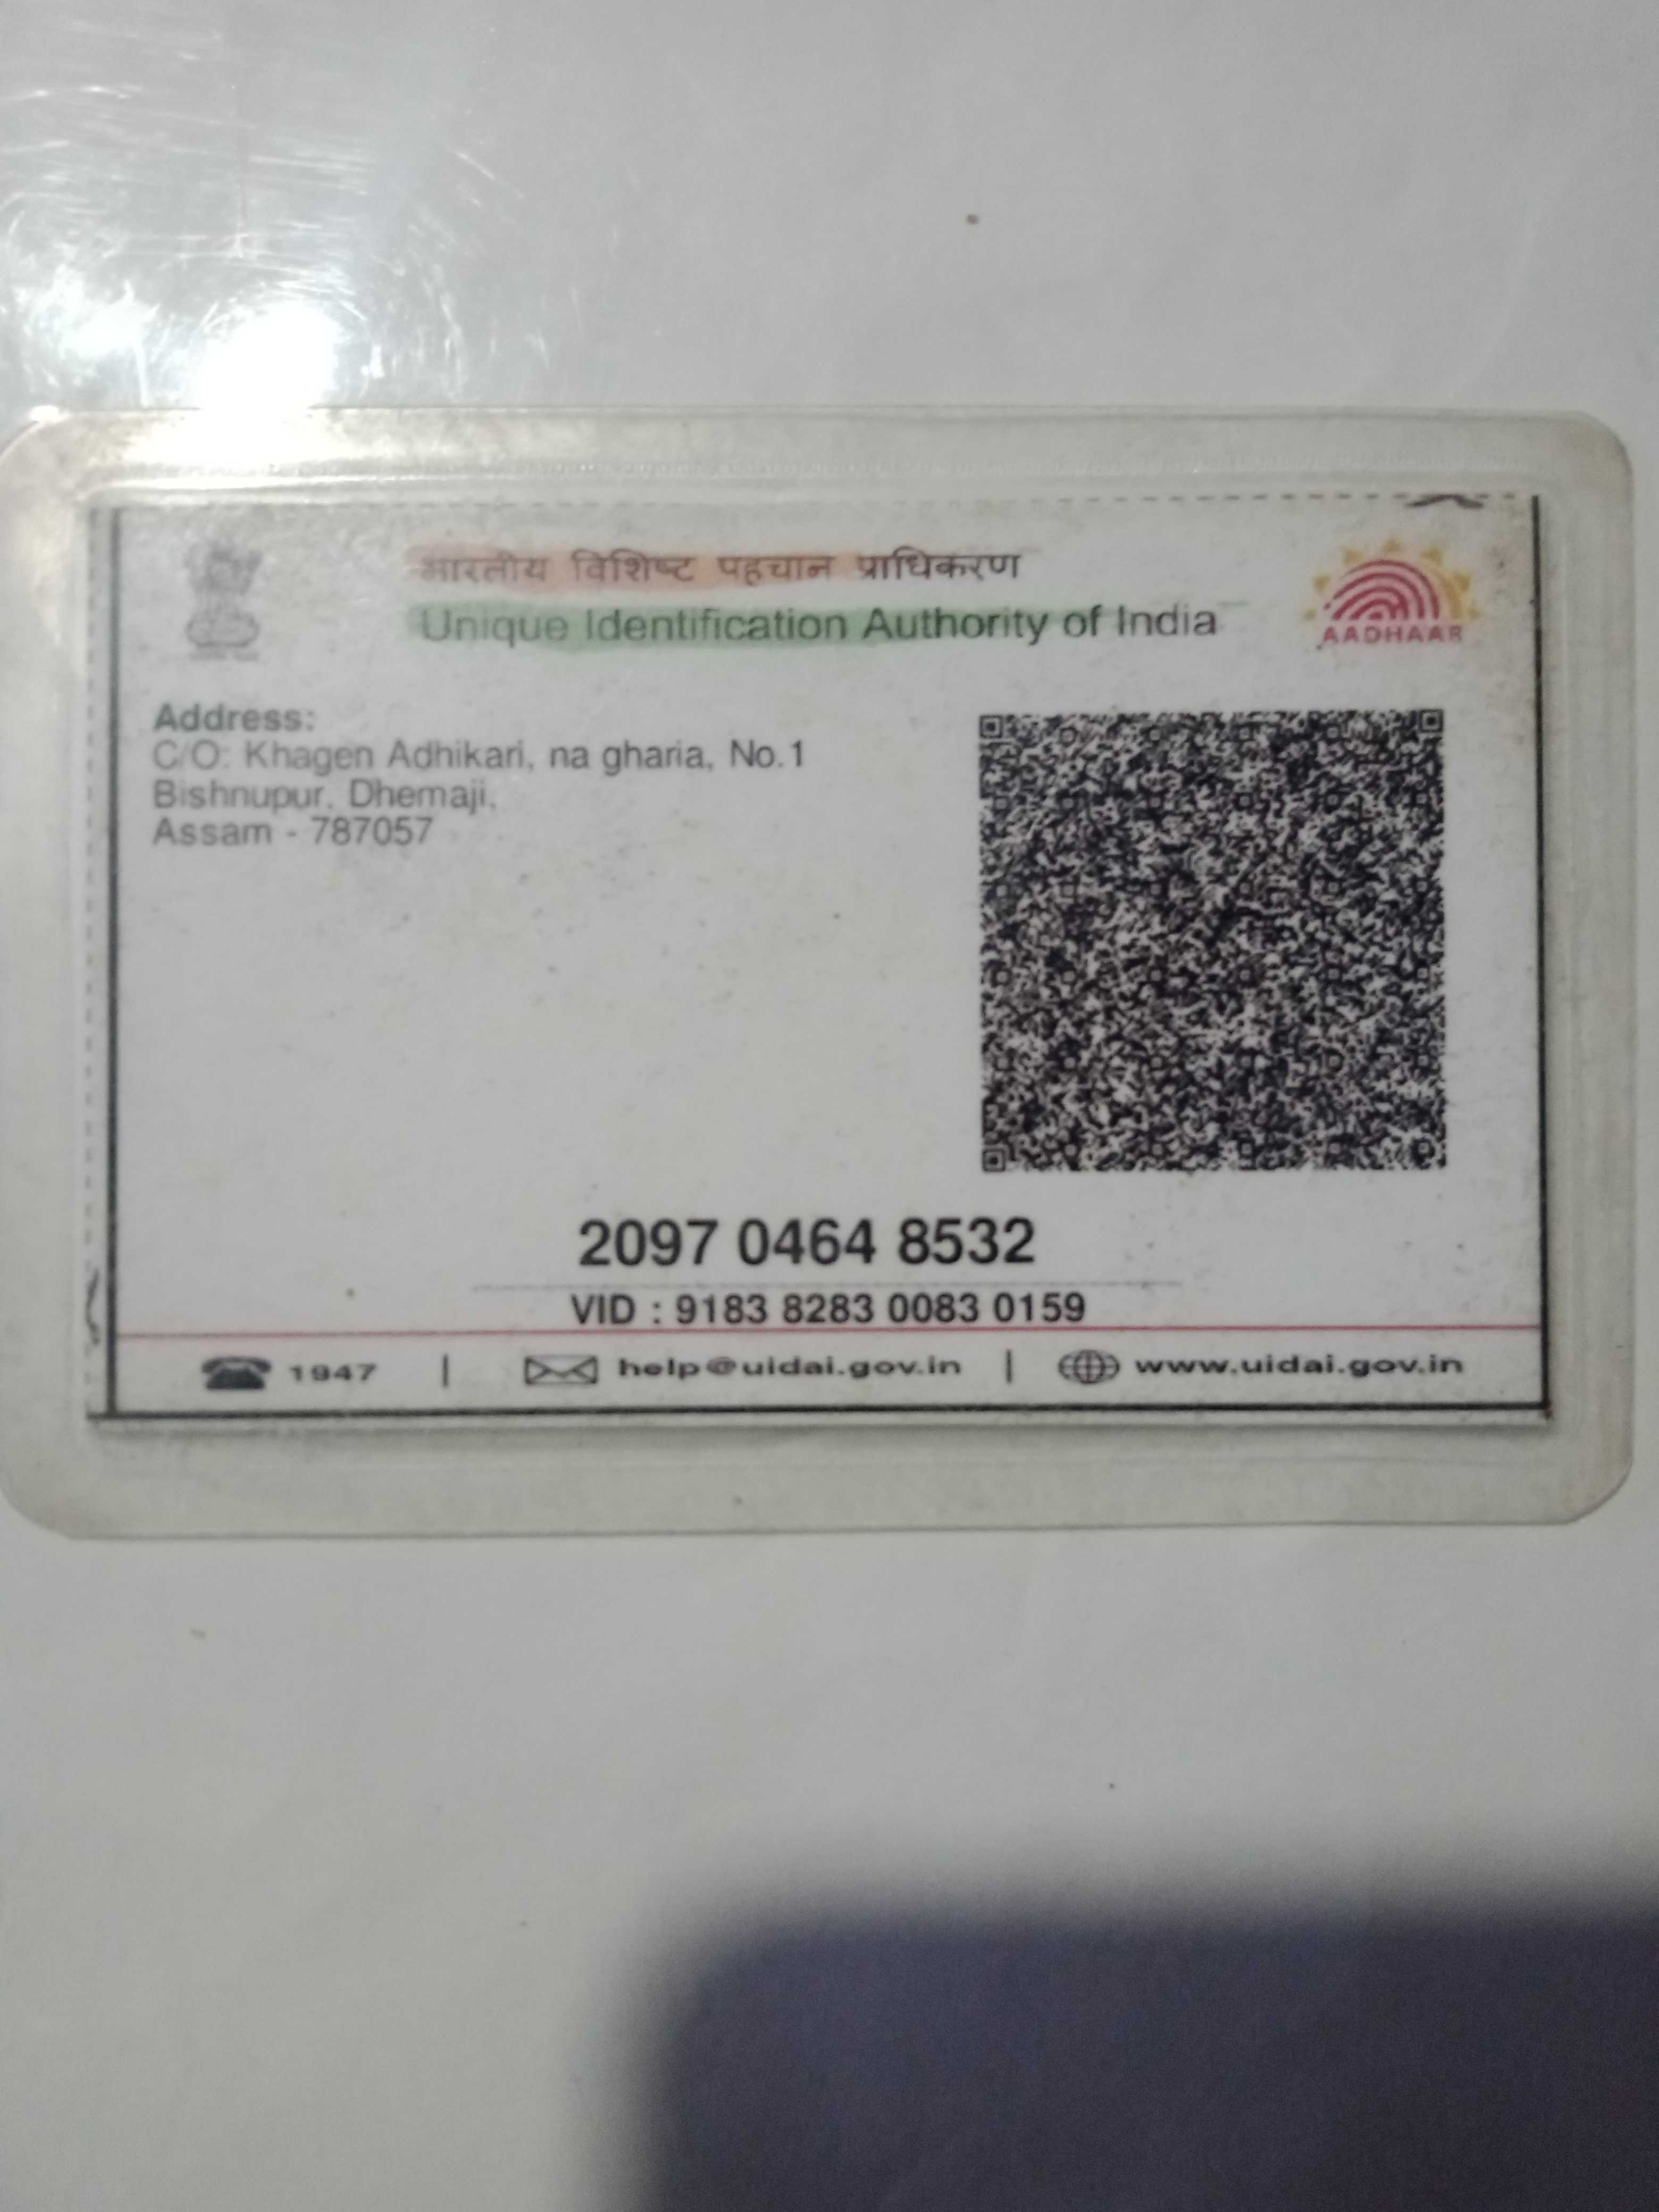 भारतीय विशिष्ट पहचान प्राधिकरण
Unique Identification Authority of India
AADHAAR
Address:
C/O: Khagen Adhikari, na gharia, No.1
Bishnupur, Dhemaji,
Assam - 787057
2097 0464 8532
VID : 9183 8283 0083 0159
1947 | help@uidai.gov.in | www.uidai.gov.in